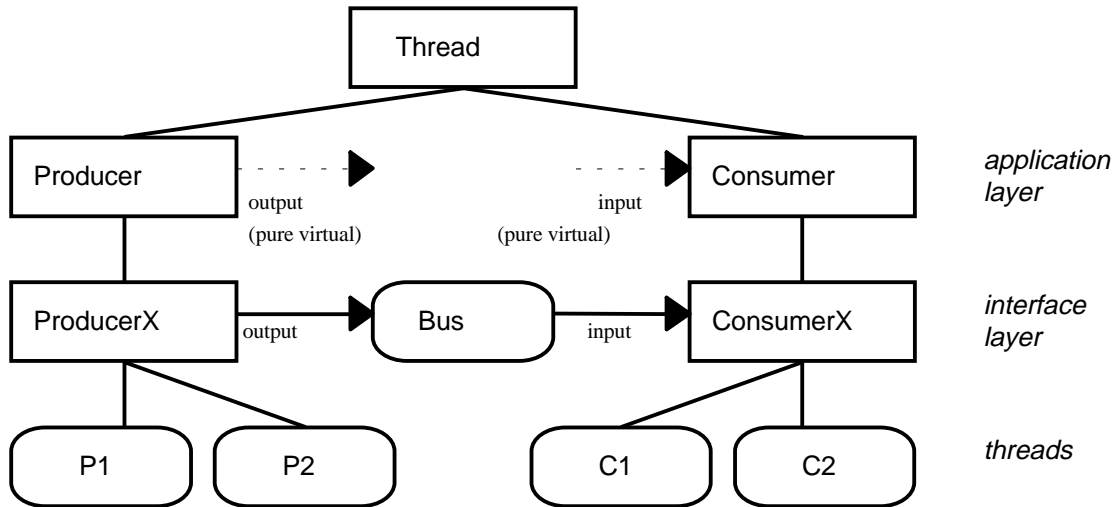 Thread
Producer
Consumer
application
layer
output
(pure virtual)
input
(pure virtual)
ProducerX
output
Bus
input
ConsumerX
interface
layer
P1
P2
C1
C2
threads